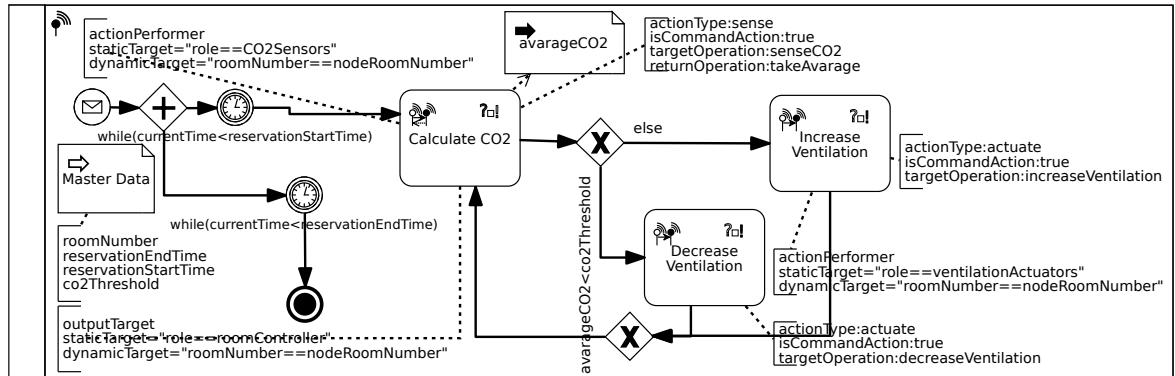 actionPerformer
staticTarget="role==CO2Sensors"
dynamicTarget="roomNumber==nodeRoomNumber"
avarageCO2
actionType:sense
isCommandAction:true
targetOperation:senseCO2
returnOperation:takeAvarage
while(currentTime<reservationStartTime)
Calculate CO2
else
Increase
Ventilation
actionType:actuate
isCommandAction:true
targetOperation:increaseVentilation
Master Data
while(currentTime<reservationEndTime)
roomNumber
reservationEndTime
reservationStartTime
co2Threshold
avarageCO2<co2Threshold
Decrease
Ventilation
actionPerformer
staticTarget="role==ventilationActuators"
dynamicTarget="roomNumber==nodeRoomNumber"
outputTarget
staticTarget="role==roomController"
dynamicTarget="roomNumber==nodeRoomNumber"
actionType:actuate
isCommandAction:true
targetOperation:decreaseVentilation